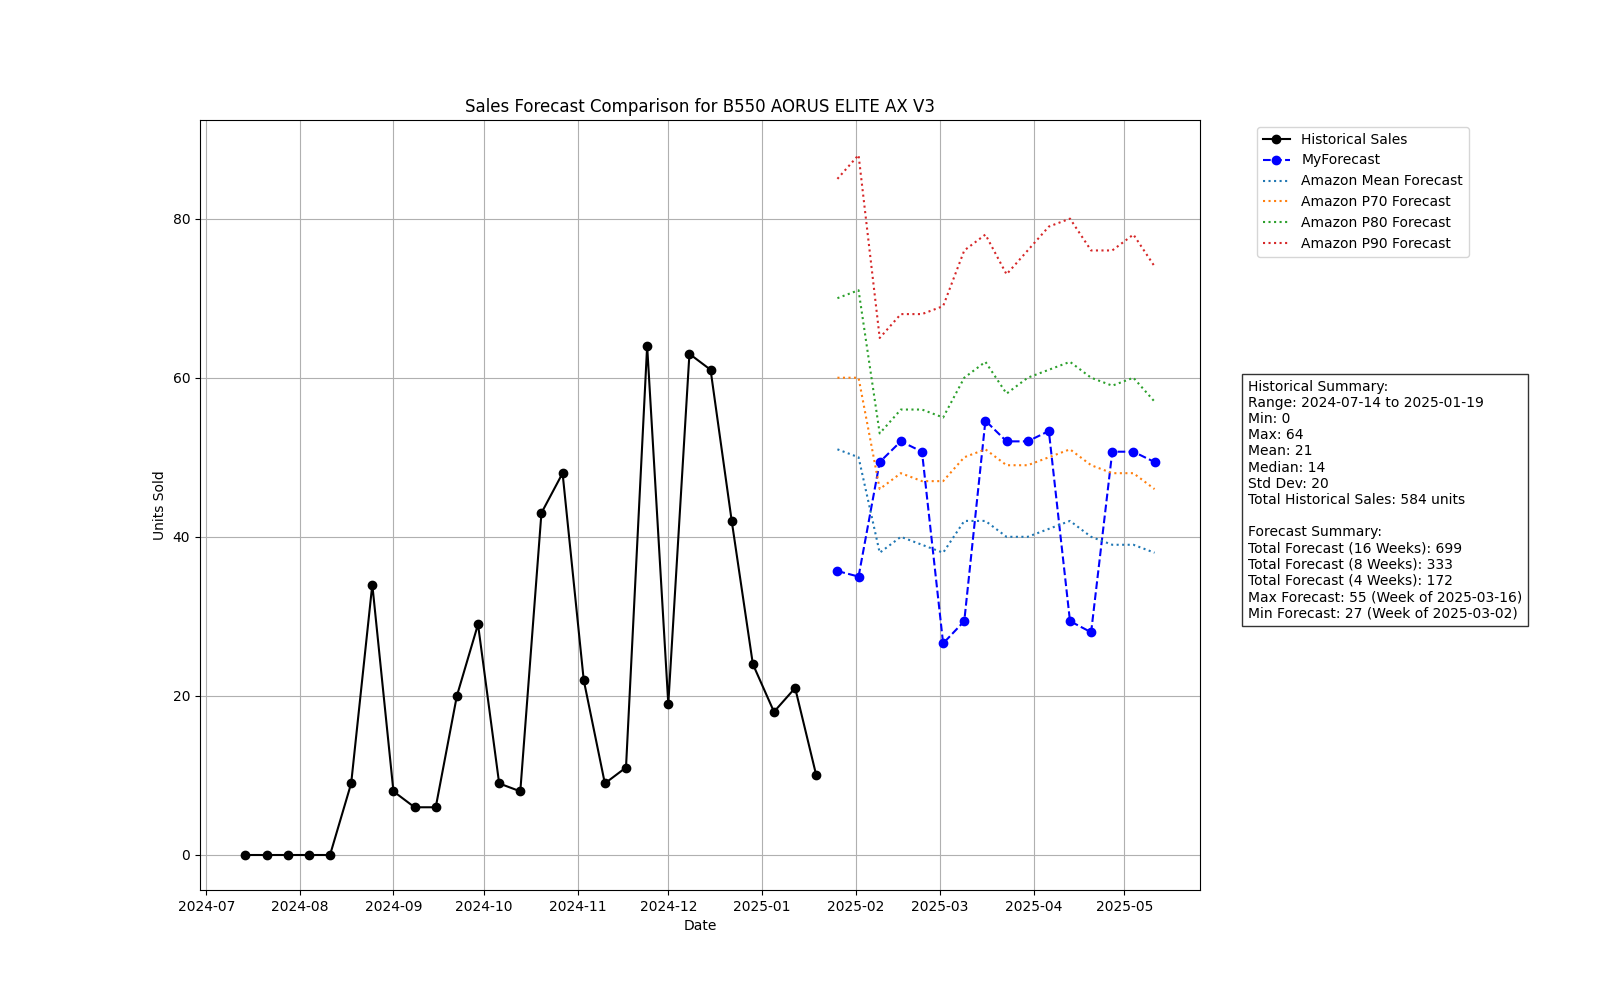 Sales Forecast Comparison for B550 AORUS ELITE AX V3
Historical Sales
MyForecast
Amazon Mean Forecast
Amazon P70 Forecast
Amazon P80 Forecast
Amazon P90 Forecast
80
60
40
20
0
Units Sold
Historical Summary:
Range: 2024-07-14 to 2025-01-19
Min: 0
Max: 64
Mean: 21
Median: 14
Std Dev: 20
Total Historical Sales: 584 units
Forecast Summary:
Total Forecast (16 Weeks): 699
Total Forecast (8 Weeks): 333
Total Forecast (4 Weeks): 172
Max Forecast: 55 (Week of 2025-03-16)
Min Forecast: 27 (Week of 2025-03-02)
2024-07 2024-08 2024-09 2024-10 2024-11 2024-12 2025-01 2025-02 2025-03 2025-04 2025-05
Date